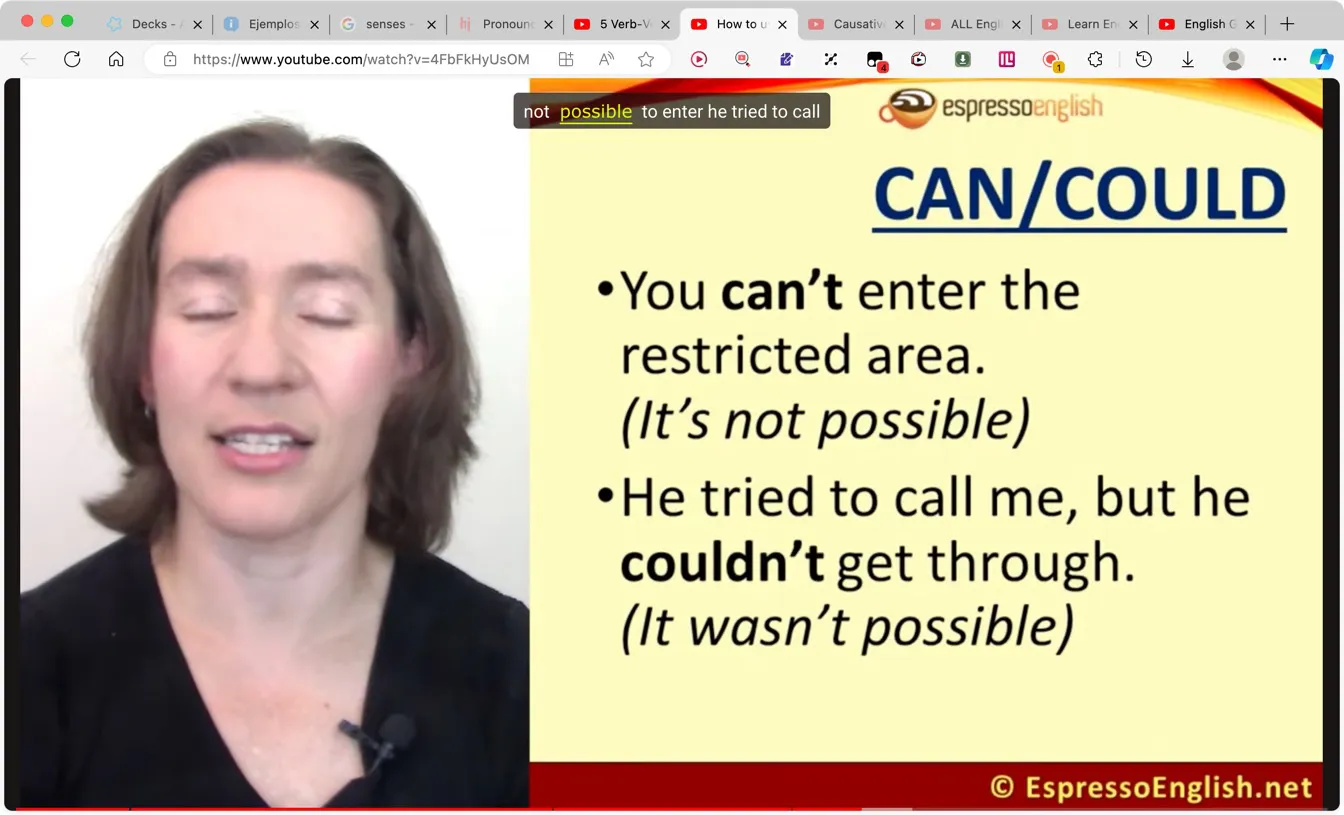 Decks -
Ejemplos
senses -
Pronoun
5 Verb-V
How to u
Causativ
ALL Engl
Learn En
English G
https://www.youtube.com/watch?v=4FbFkHyUsOM
4
1
not possible to enter he tried to call
espressoenglish
CAN/COULD
•You can’t enter the
restricted area.
(It’s not possible)
•He tried to call me, but he
couldn’t get through.
(It wasn’t possible)
© EspressoEnglish.net